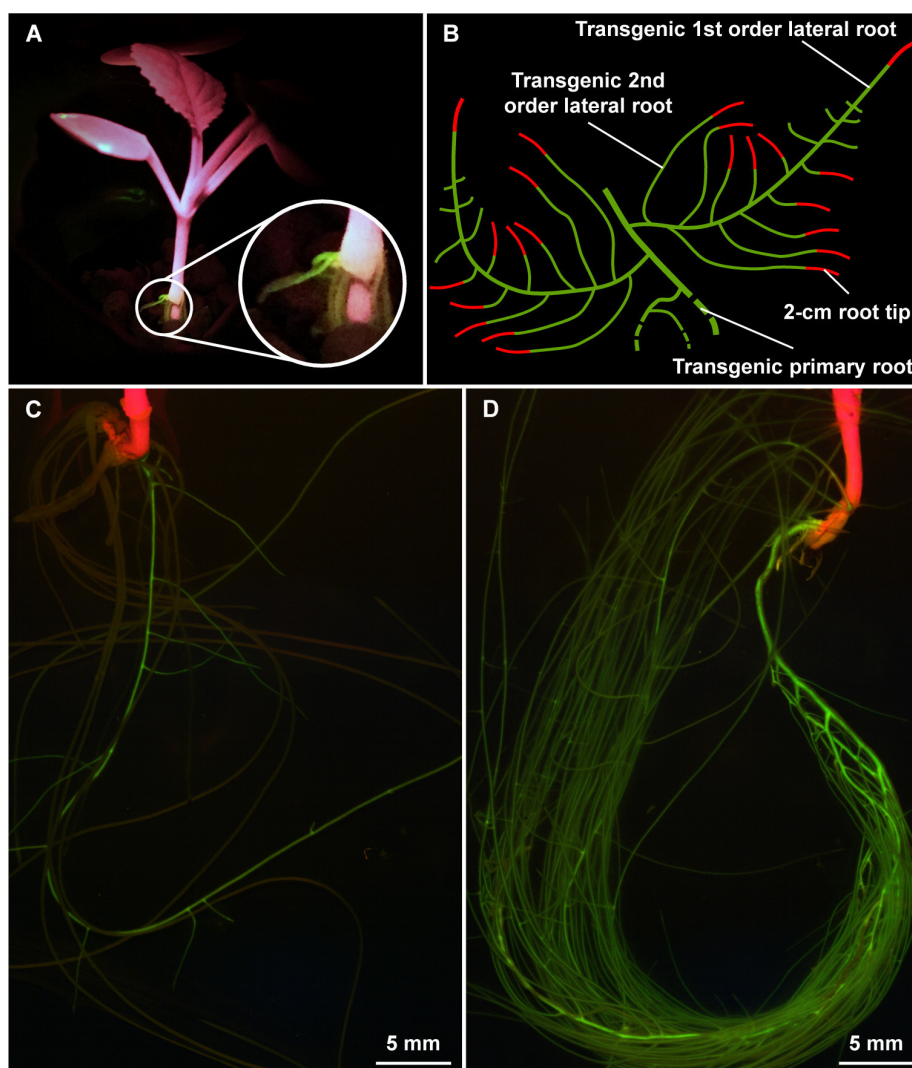 A
B
Transgenic 1st order lateral root
Transgenic 2nd
order lateral root
2-cm root tip
Transgenic primary root
C
D
5 mm
5 mm